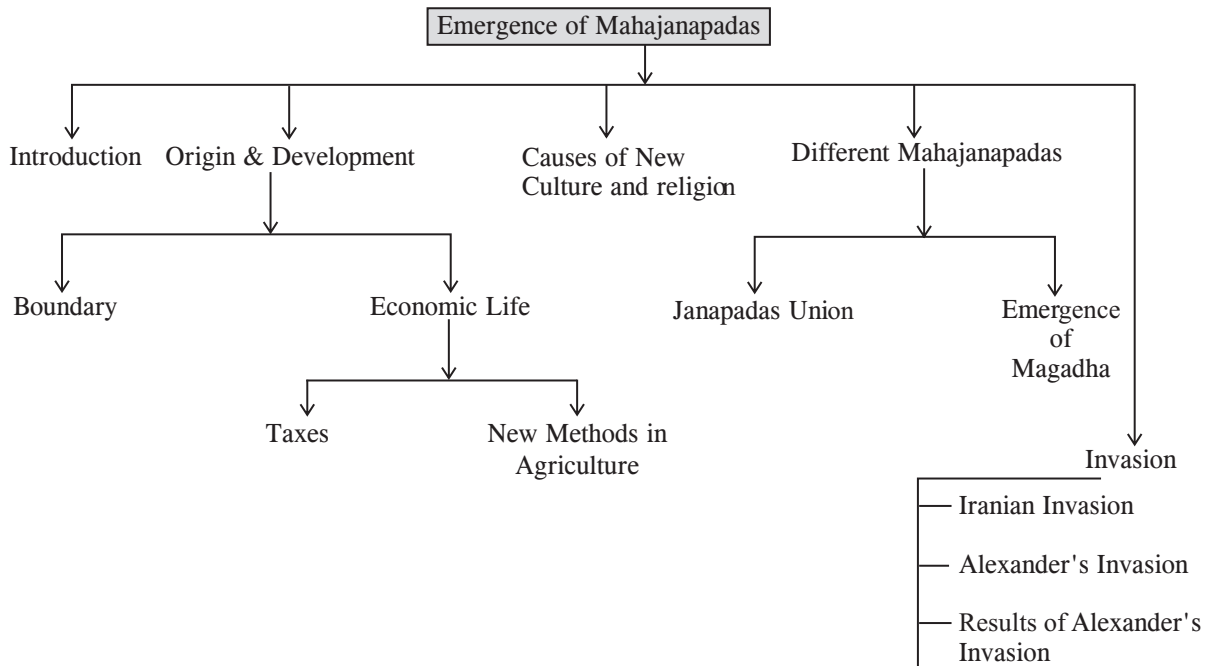 Emergence of Mahajanapadas
Introduction
Origin & Development
Causes of New
Culture and religion
Different Mahajanapadas
Boundary
Economic Life
Janapadas Union
Emergence
of
Magadha
Taxes
New Methods in
Agriculture
Invasion
Iranian Invasion
Alexander's Invasion
Results of Alexander's
Invasion